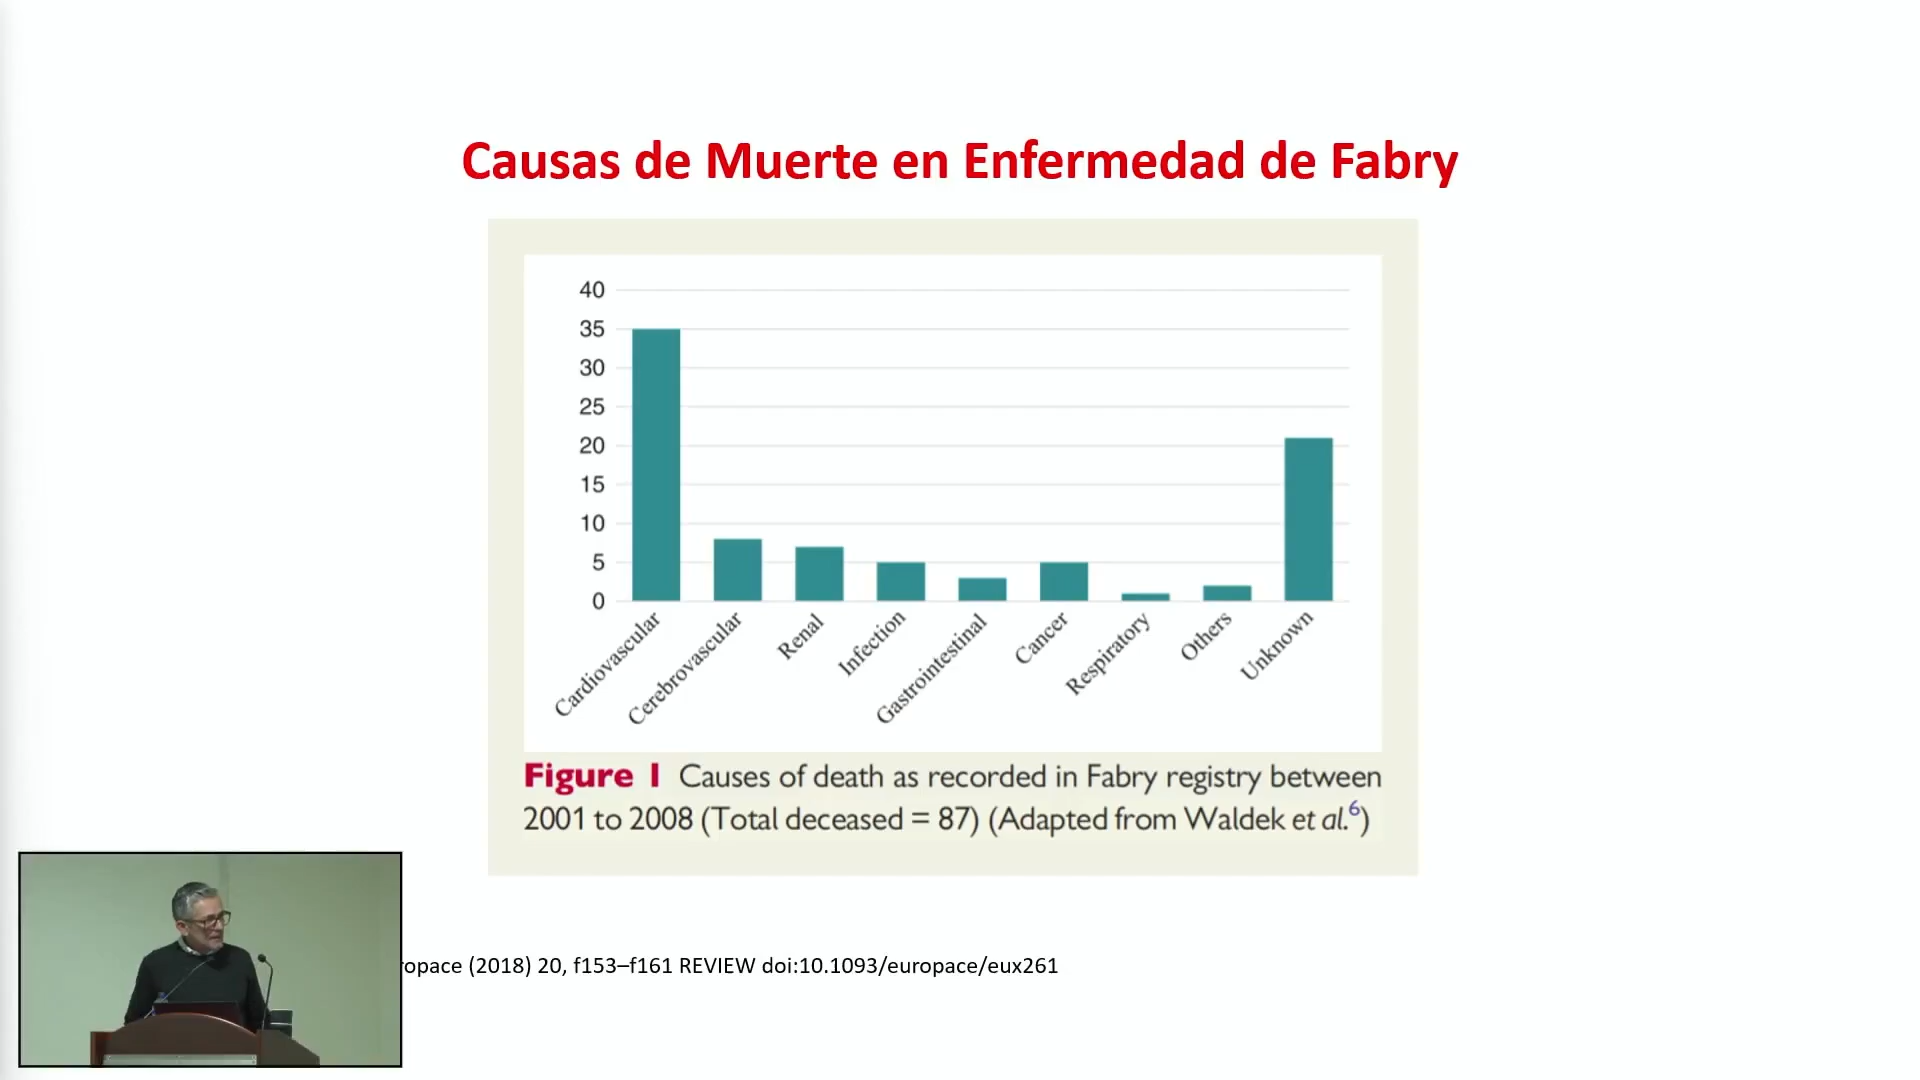 Causas de Muerte en Enfermedad de Fabry
40
35
30
25
20
15
10
5
0
Cardiovascular
Cerebrovascular
Renal
Infection
Gastrointestinal
Cancer
Respiratory
Others
Unknown
Figure 1 Causes of death as recorded in Fabry registry between
2001 to 2008 (Total deceased = 87) (Adapted from Waldek et al.6)
(2018) 20, f153–f161 REVIEW doi:10.1093/europace/eux261